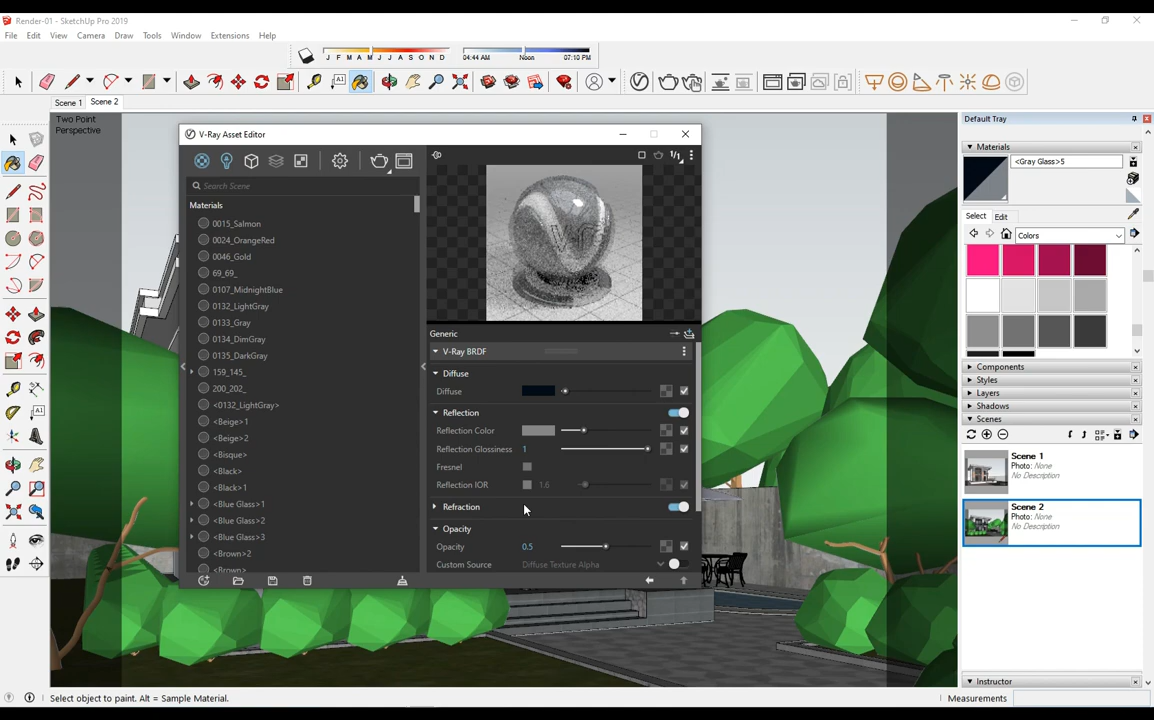 Render-01 - SketchUp Pro 2019
File Edit View Camera Draw Tools Window Extensions Help
J F M A M J J A S O N D 04:44 AM Noon 07:10 PM
Scene 1 Scene 2
Two Point
Perspective
V-Ray Asset Editor
Search Scene
Materials
0015_Salmon
0024_OrangeRed
0046_Gold
69_69_
0107_MidnightBlue
0132_LightGray
0133_Gray
0134_DimGray
0135_DarkGray
159_145_
200_202_
<0132_LightGray>
<Beige>1
<Beige>2
<Bisque>
<Black>
<Black>1
<Blue Glass>1
<Blue Glass>2
<Blue Glass>3
<Brown>2
<Brown>
1/1
Generic
V-Ray BRDF
Diffuse
Diffuse
Reflection
Reflection Color
Reflection Glossiness 1
Fresnel
Reflection IOR 1.6
Refraction
Opacity
Opacity 0.5
Custom Source Diffuse Texture Alpha
Default Tray
Materials
<Gray Glass>5
Select Edit
Colors
Components
Styles
Layers
Shadows
Scenes
Scene 1
Photo: None
No Description
Scene 2
Photo: None
No Description
Instructor
Select object to paint. Alt = Sample Material.
Measurements